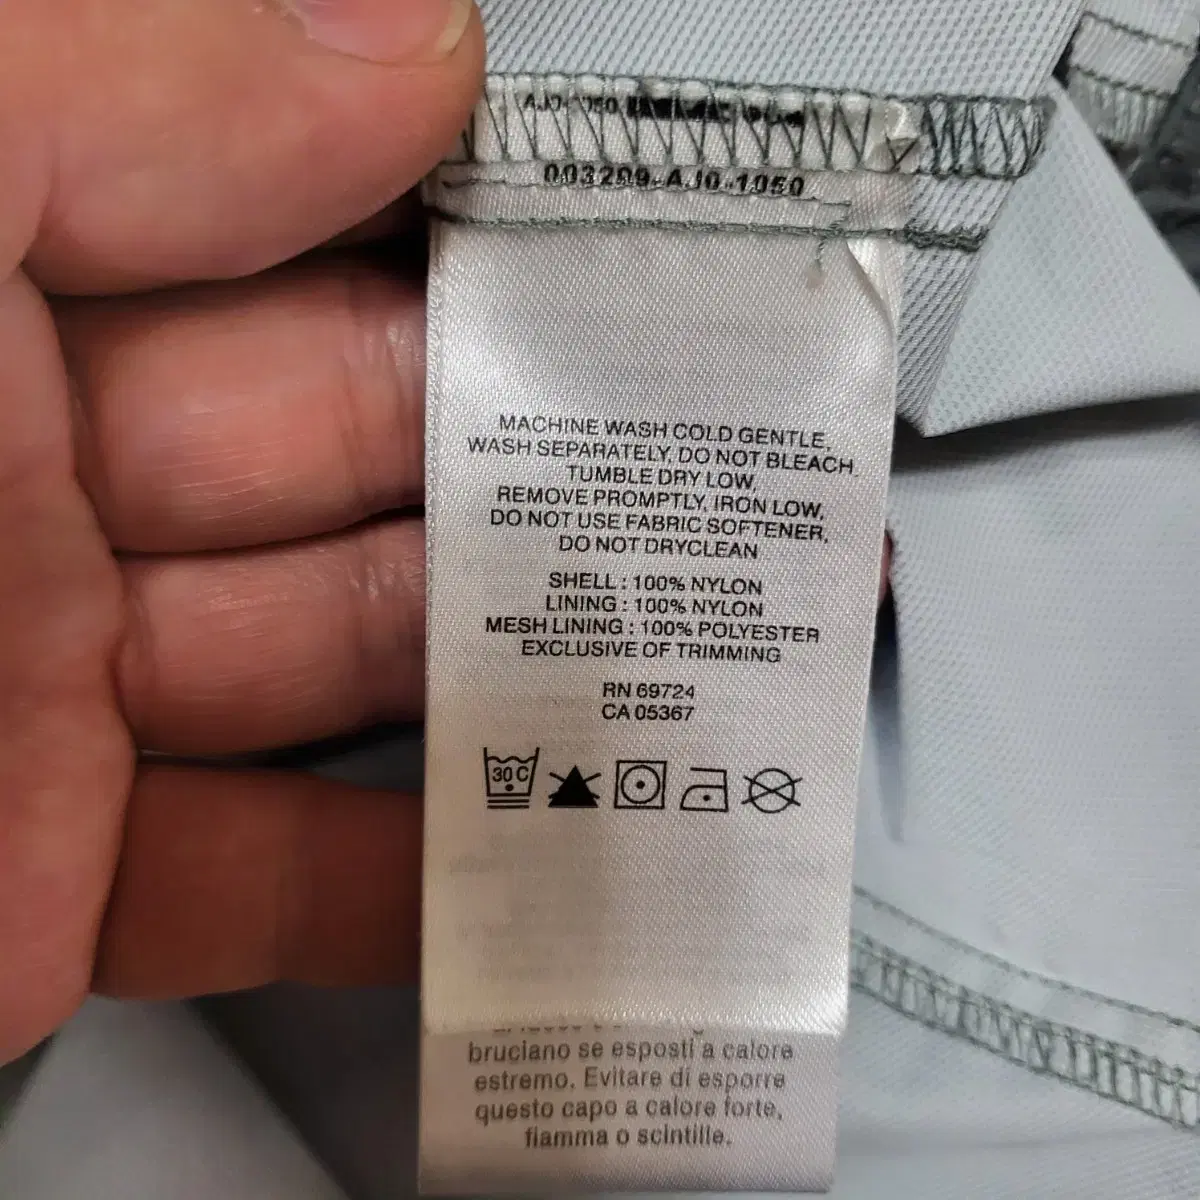 003299-AJ0-1050
MACHINE WASH COLD GENTLE,
WASH SEPARATELY, DO NOT BLEACH.
TUMBLE DRY LOW,
REMOVE PROMPTLY, IRON LOW,
DO NOT USE FABRIC SOFTENER,
DO NOT DRYCLEAN
SHELL : 100% NYLON
LINING : 100% NYLON
MESH LINING : 100% POLYESTER
EXCLUSIVE OF TRIMMING
RN 69724
CA 05367
30 C
bruciano se esposti a calore
estremo. Evitare di esporre
questo capo a calore forte,
fiamma o scintille.